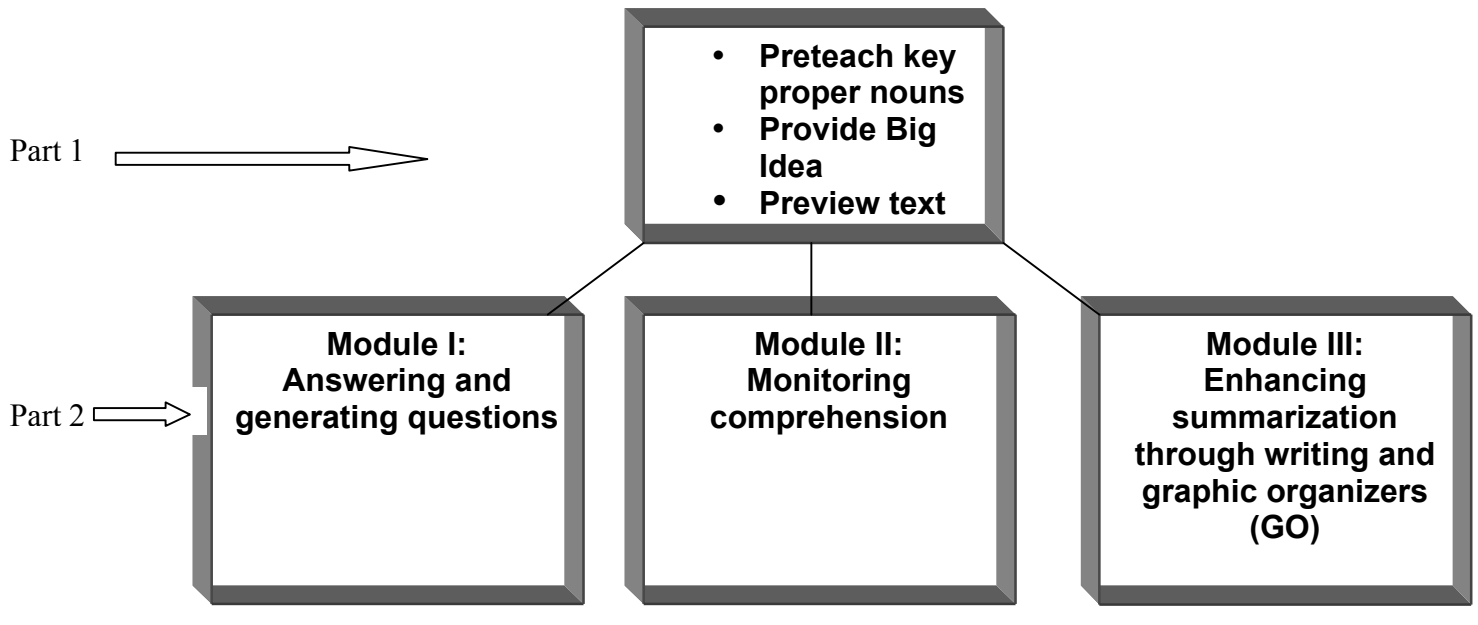 Part 1
• Preteach key
proper nouns
• Provide Big
Idea
• Preview text
Part 2
Module I:
Answering and
generating questions
Module II:
Monitoring
comprehension
Module III:
Enhancing
summarization
through writing and
graphic organizers
(GO)